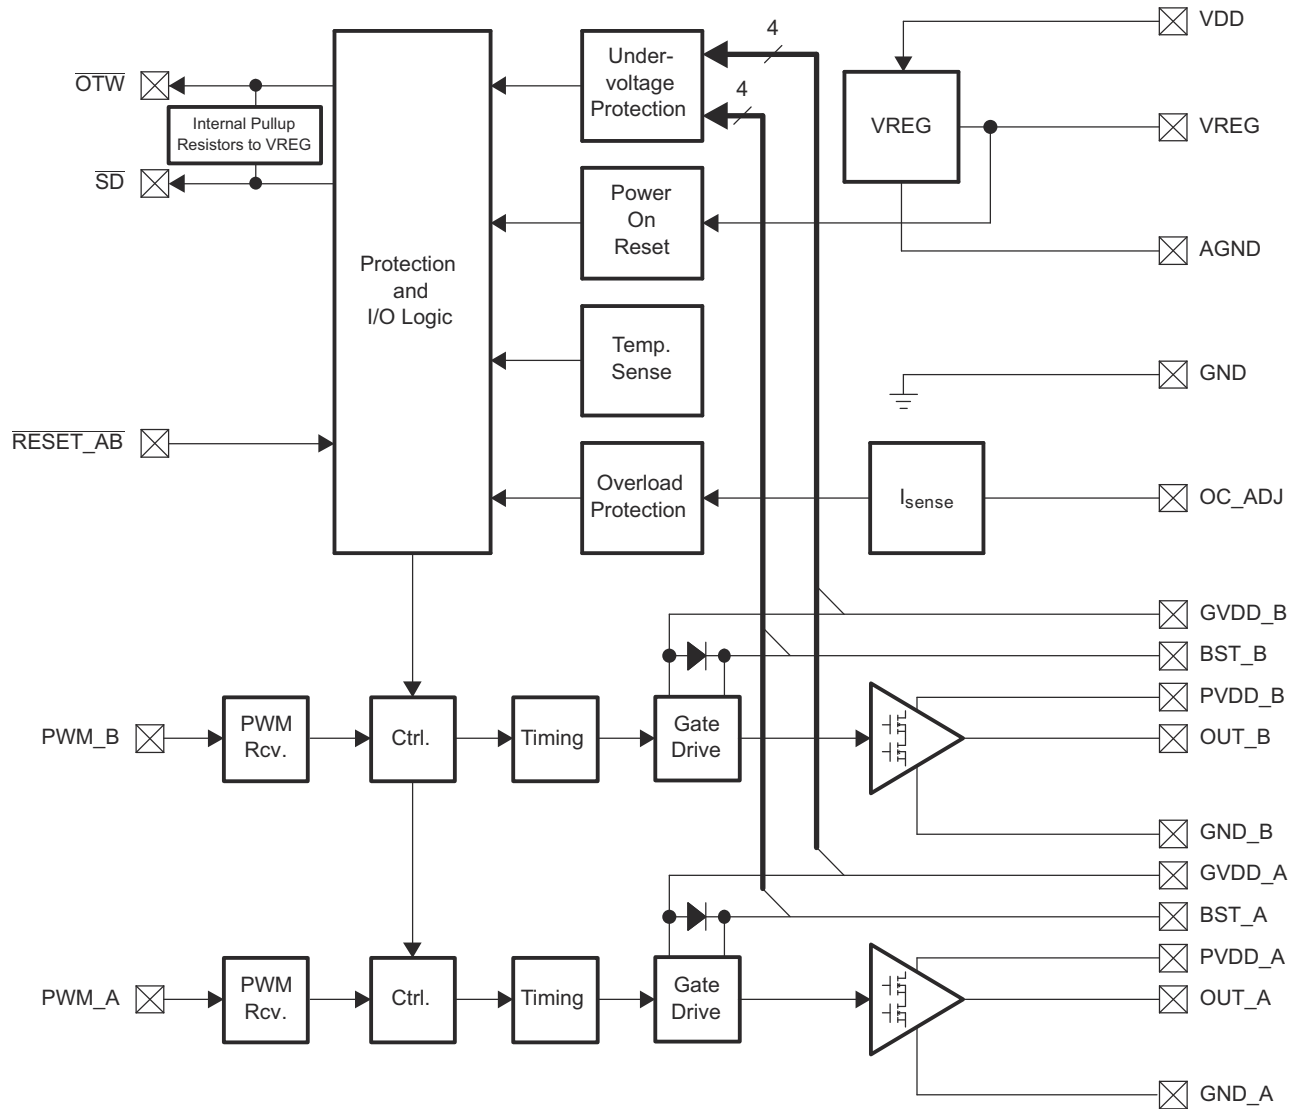 4
VDD
Under-
voltage
Protection
OTW
4
Internal Pullup
Resistors to VREG
VREG
VREG
SD
Power
On
Reset
AGND
Protection
and
I/O Logic
Temp.
Sense
GND
RESET_AB
Overload
Protection
Isense
OC_ADJ
GVDD_B
BST_B
PVDD_B
PWM_B
PWM
Rcv.
Ctrl.
Timing
Gate
Drive
OUT_B
GND_B
GVDD_A
BST_A
PVDD_A
PWM_A
PWM
Rcv.
Ctrl.
Timing
Gate
Drive
OUT_A
GND_A